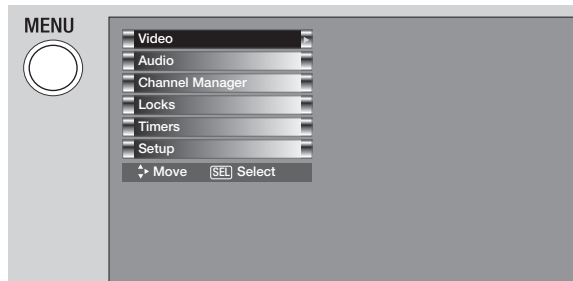 MENU
Video
Audio
Channel Manager
Locks
Timers
Setup
Move SEL Select